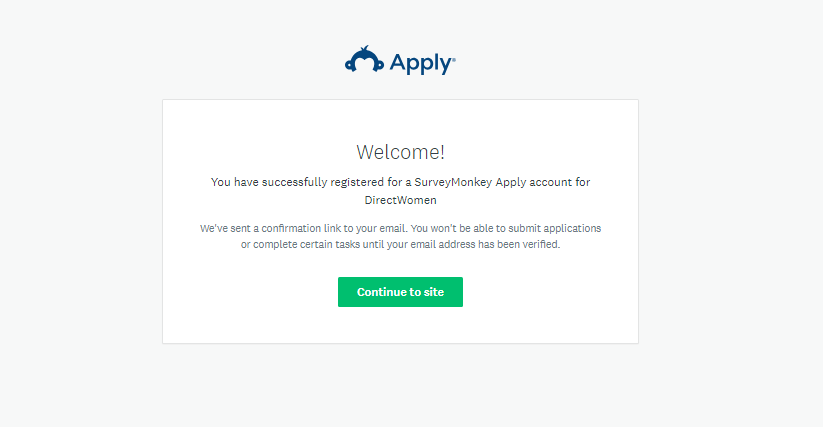 Apply
Welcome!
You have successfully registered for a SurveyMonkey Apply account for
DirectWomen
We've sent a confirmation link to your email. You won't be able to submit applications
or complete certain tasks until your email address has been verified.
Continue to site